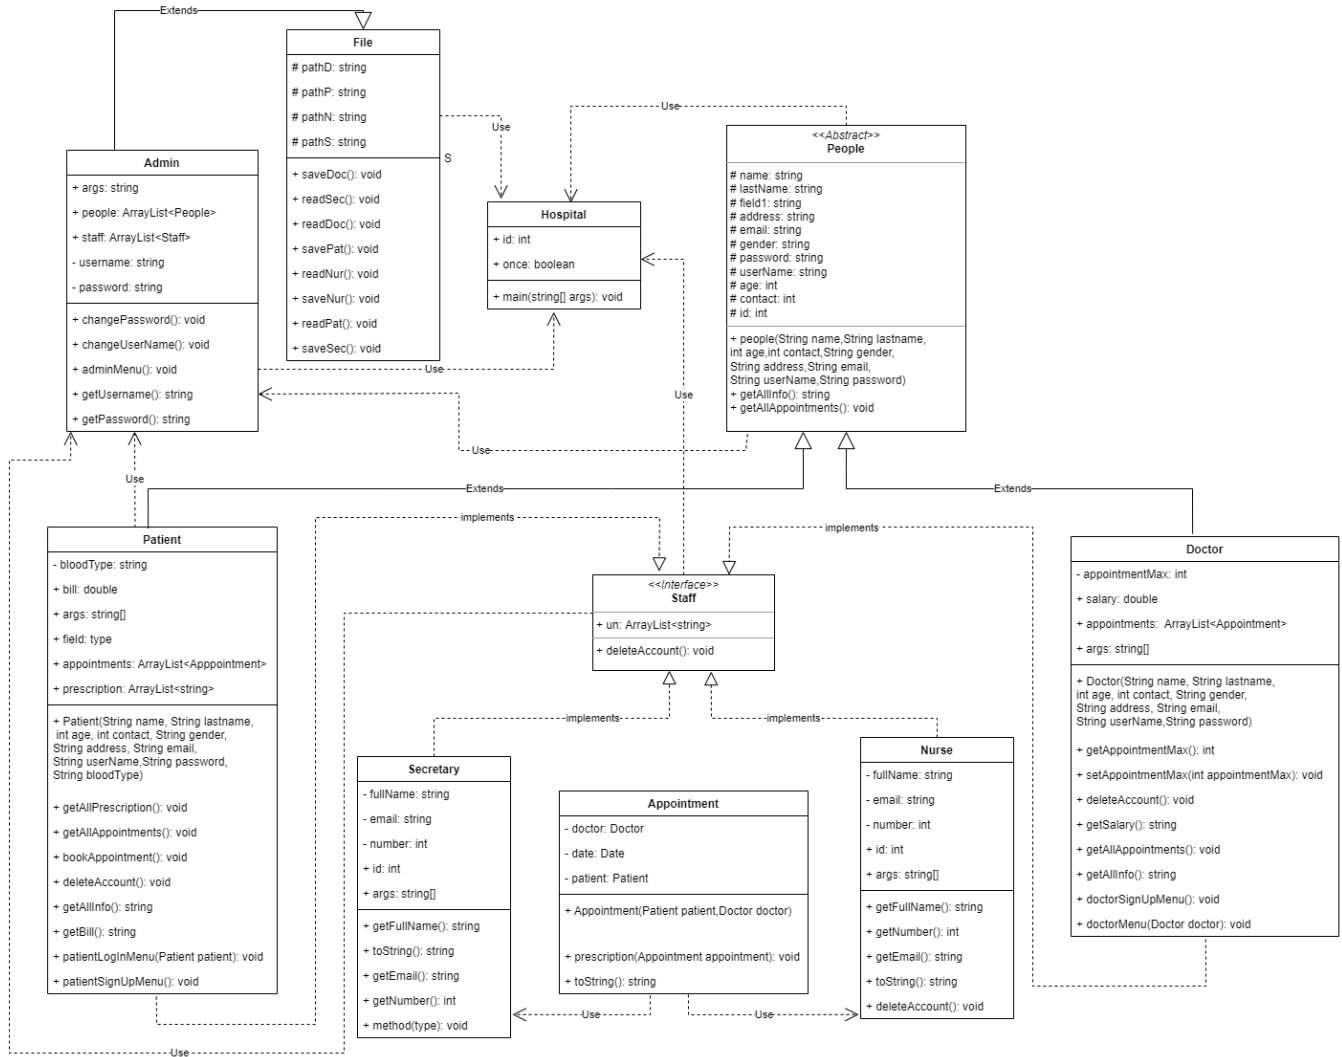 Extends
File
# pathD: string
# pathP: string
# pathN: string
# pathS: string
S
+ saveDoc(): void
+ readSec(): void
+ readDoc(): void
+ savePat(): void
+ readNur(): void
+ saveNur(): void
+ readPat(): void
+ saveSec(): void
Use
Use
Admin
+ args: string
+ people: ArrayList<People>
+ staff: ArrayList<Staff>
- username: string
- password: string
+ changePassword(): void
+ changeUserName(): void
+ adminMenu(): void
+ getUsername(): string
+ getPassword(): string
Use
Hospital
+ id: int
+ once: boolean
+ main(string[] args): void
Use
<<Abstract>>
People
# name: string
# lastName: string
# field1: string
# address: string
# email: string
# gender: string
# password: string
# userName: string
# age: int
# contact: int
# id: int
+ people(String name,String lastname,
int age,int contact,String gender,
String address,String email,
String userName,String password)
+ getAllInfo(): string
+ getAllAppointments(): void
Use
Use
Extends
Extends
implements
implements
Patient
- bloodType: string
+ bill: double
+ args: string[]
+ field: type
+ appointments: ArrayList<Apppointment>
+ prescription: ArrayList<string>
+ Patient(String name, String lastname,
int age, int contact, String gender,
String address, String email,
String userName,String password,
String bloodType)
+ getAllPrescription(): void
+ getAllAppointments(): void
+ bookAppointment(): void
+ deleteAccount(): void
+ getAllInfo(): string
+ getBill(): string
+ patientLogInMenu(Patient patient): void
+ patientSignUpMenu(): void
<<Interface>>
Staff
+ un: ArrayList<string>
+ deleteAccount(): void
implements
implements
Doctor
- appointmentMax: int
+ salary: double
+ appointments: ArrayList<Appointment>
+ args: string[]
+ Doctor(String name, String lastname,
int age, int contact, String gender,
String address, String email,
String userName,String password)
+ getAppointmentMax(): int
+ setAppointmentMax(int appointmentMax): void
+ deleteAccount(): void
+ getSalary(): string
+ getAllAppointments(): void
+ getAllInfo(): string
+ doctorSignUpMenu(): void
+ doctorMenu(Doctor doctor): void
Secretary
- fullName: string
- email: string
- number: int
+ id: int
+ args: string[]
+ getFullName(): string
+ toString(): string
+ getEmail(): string
+ getNumber(): int
+ method(type): void
Appointment
- doctor: Doctor
- date: Date
- patient: Patient
+ Appointment(Patient patient,Doctor doctor)
+ prescription(Appointment appointment): void
+ toString(): string
Nurse
- fullName: string
- email: string
- number: int
+ id: int
+ args: string[]
+ getFullName(): string
+ getNumber(): int
+ getEmail(): string
+ toString(): string
+ deleteAccount(): void
Use
Use
Use